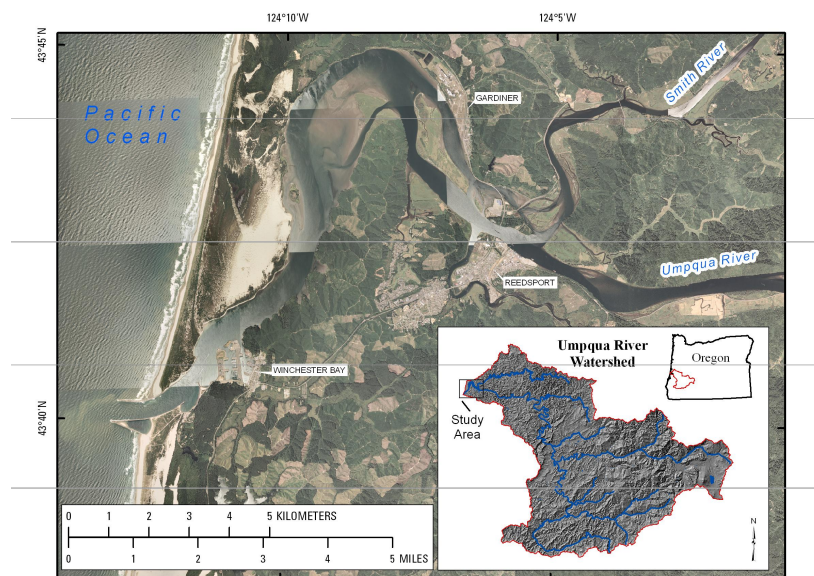 124°10'W
124°5'W
43°45'N
Pacific
Ocean
GARDINER
Smith River
Umpqua River
REEDSPORT
WINCHESTER BAY
43°40'N
Umpqua River
Watershed
Oregon
Study
Area
N
0 1 2 3 4 5 KILOMETERS
0 1 2 3 4 5 MILES